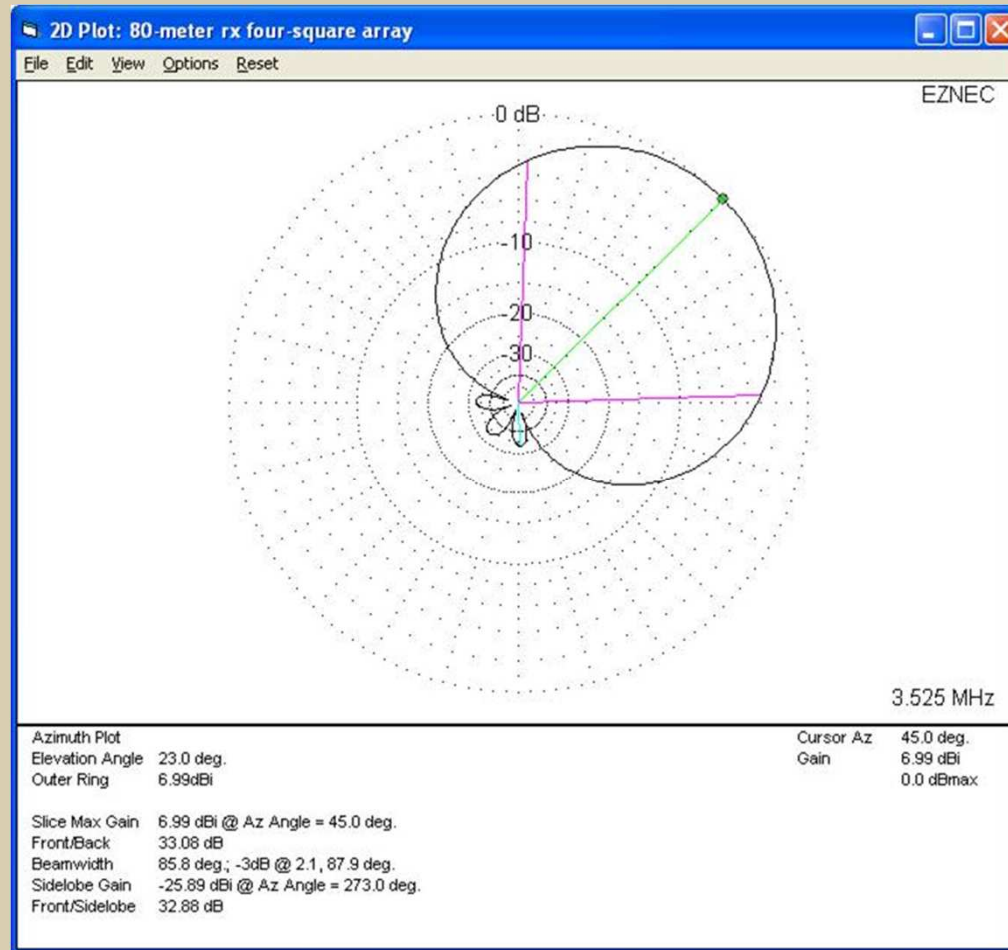 2D Plot: 80-meter rx four-square array
File Edit View Options Reset
EZNEC
0 dB
-10
-20
-30
3.525 MHz
Azimuth Plot
Elevation Angle 23.0 deg.
Outer Ring 6.99dBi
Cursor Az 45.0 deg.
Gain 6.99 dBi
0.0 dBmax
Slice Max Gain 6.99 dBi @ Az Angle = 45.0 deg.
Front/Back 33.08 dB
Beamwidth 85.8 deg.; -3dB @ 2.1, 87.9 deg.
Sidelobe Gain -25.89 dBi @ Az Angle = 273.0 deg.
Front/Sidelobe 32.88 dB